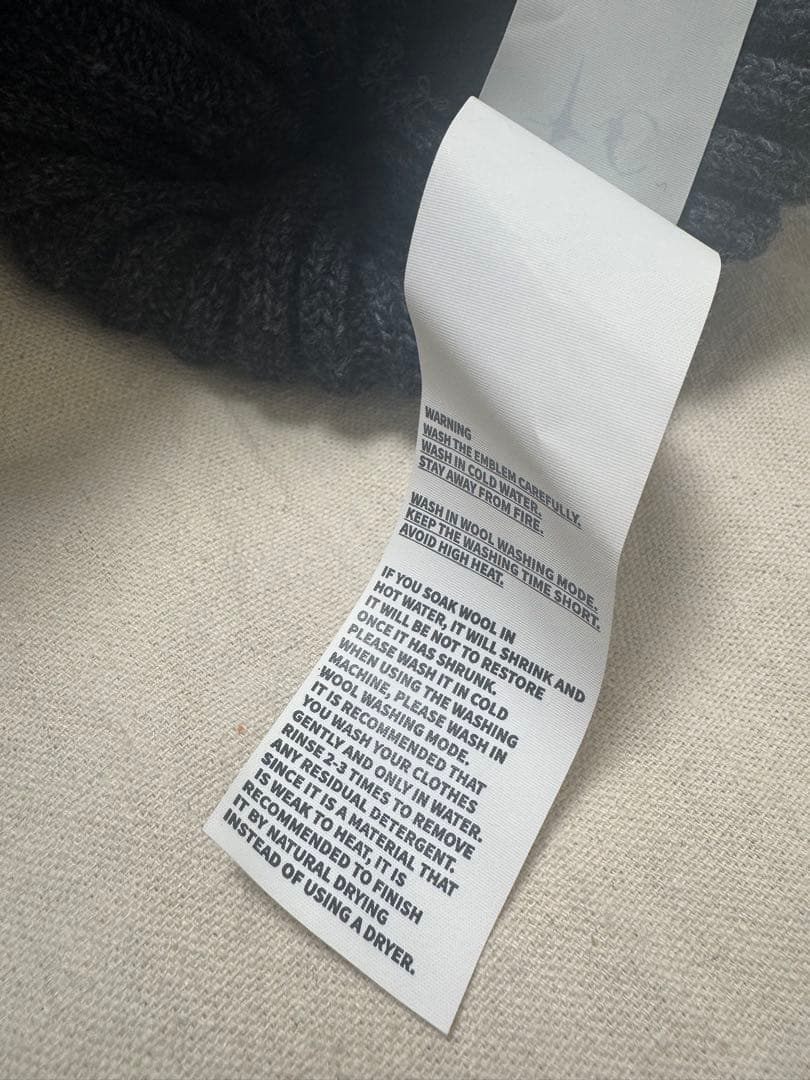 WARNING
WASH THE EMBLEM CAREFULLY.
WASH IN COLD WATER.
STAY AWAY FROM FIRE.
WASH IN WOOL WASHING MODE.
KEEP THE WASHING TIME SHORT.
AVOID HIGH HEAT.
IF YOU SOAK WOOL IN
HOT WATER, IT WILL SHRINK AND
IT WILL BE NOT TO RESTORE
ONCE IT HAS SHRUNK.
PLEASE WASH IT IN COLD
WHEN USING THE WASHING
MACHINE, PLEASE WASH IN
WOOL WASHING MODE.
IT IS RECOMMENDED THAT
YOU WASH YOUR CLOTHES
GENTLY AND ONLY IN WATER.
RINSE 2-3 TIMES TO REMOVE
ANY RESIDUAL DETERGENT.
SINCE IT IS A MATERIAL THAT
IS WEAK TO HEAT, IT IS
RECOMMENDED TO FINISH
IT BY NATURAL DRYING
INSTEAD OF USING A DRYER.